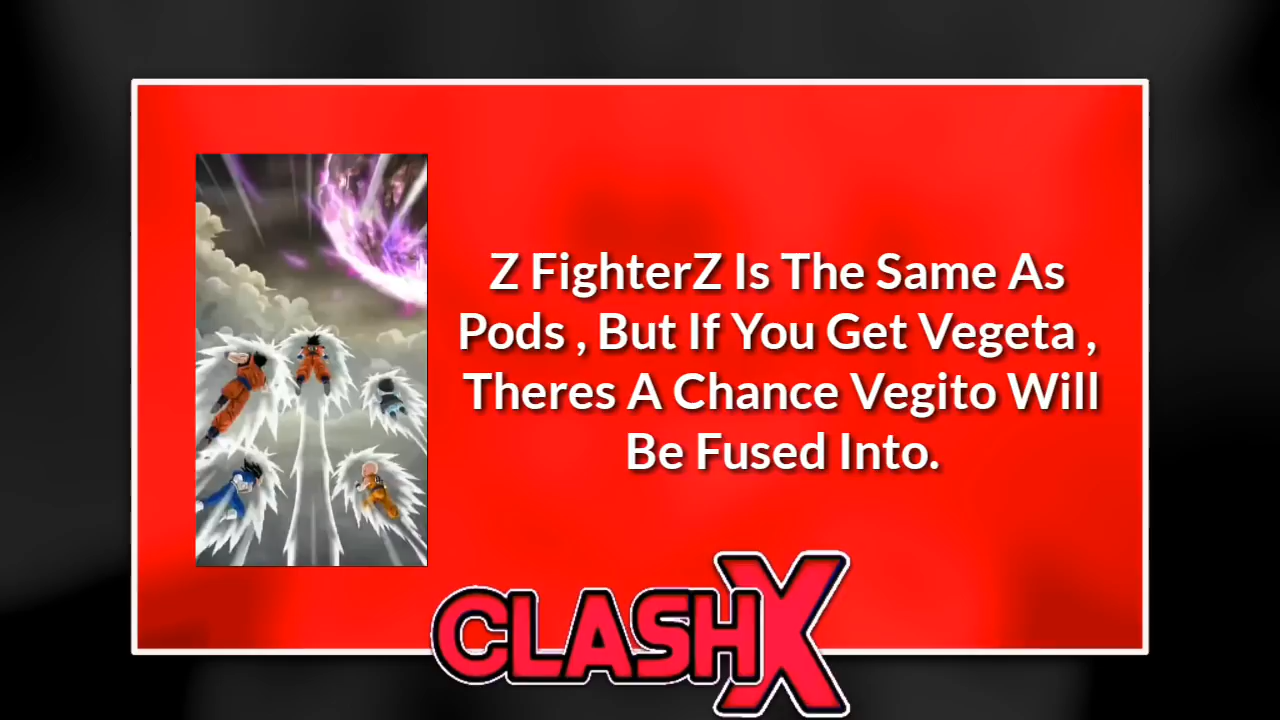 Z FighterZ Is The Same As
Pods , But If You Get Vegeta ,
Theres A Chance Vegito Will
Be Fused Into.
CLASHX